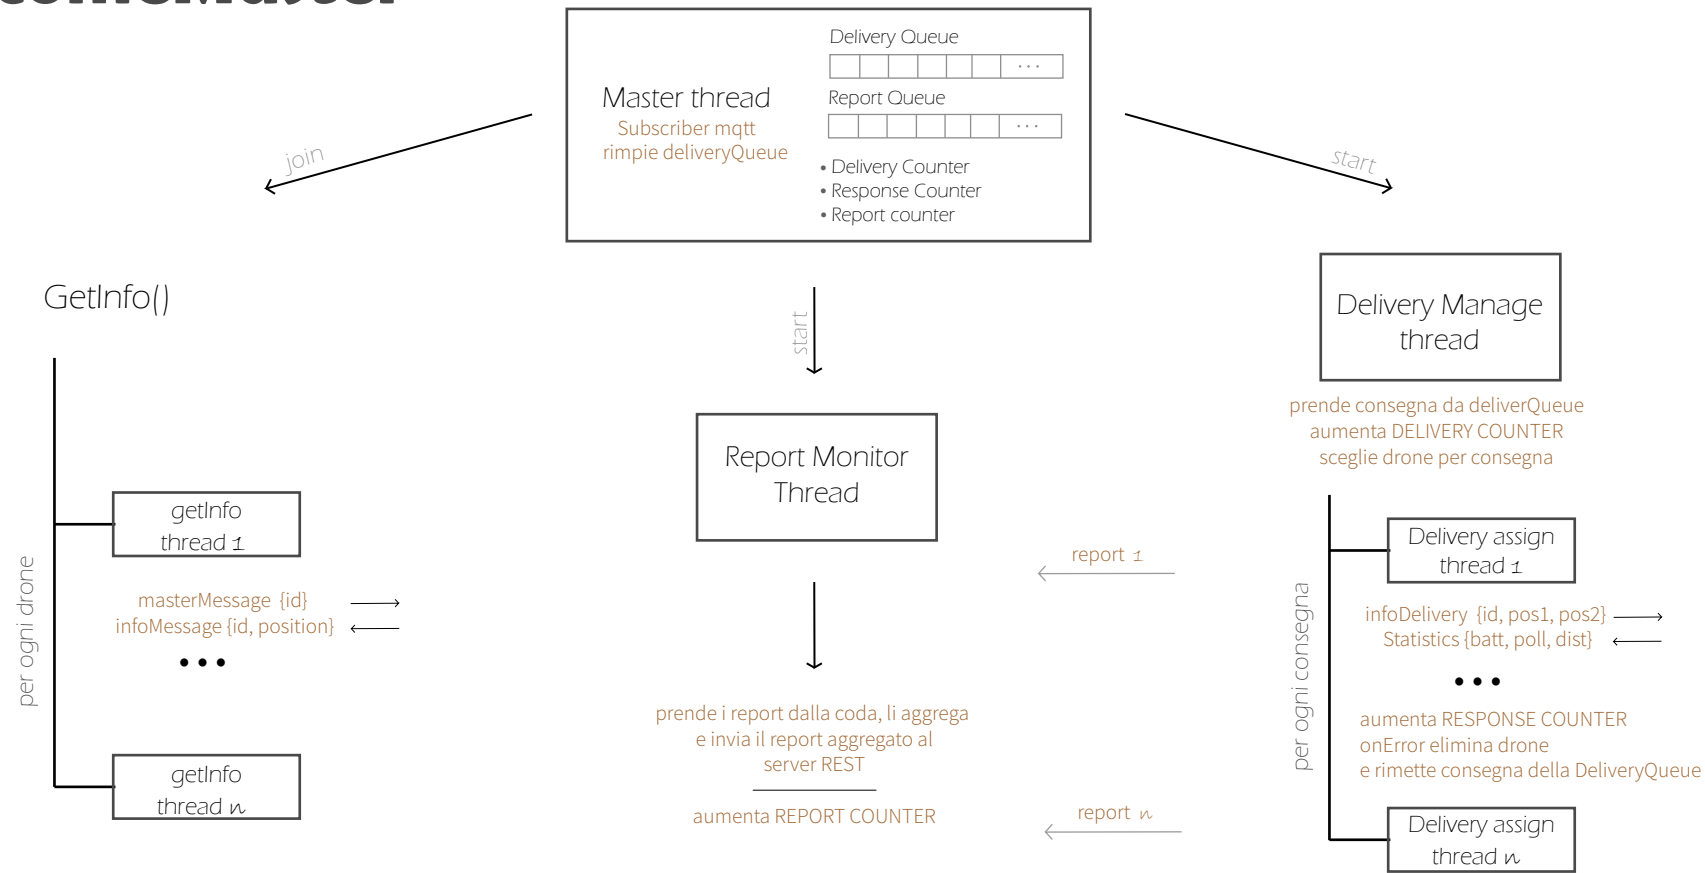 Master thread
Subscriber mqtt
rimpie deliveryQueue
Delivery Queue
...
Report Queue
...
• Delivery Counter
• Response Counter
• Report counter
join
start
start
GetInfo()
per ogni drone
getInfo
thread 1
masterMessage {id}
infoMessage {id, position}
...
getInfo
thread n
Report Monitor
Thread
prende i report dalla coda, li aggrega
e invia il report aggregato al
server REST
aumenta REPORT COUNTER
report 1
report n
Delivery Manage
thread
prende consegna da deliverQueue
aumenta DELIVERY COUNTER
sceglie drone per consegna
per ogni consegna
Delivery assign
thread 1
infoDelivery {id, pos1, pos2}
Statistics {batt, poll, dist}
...
aumenta RESPONSE COUNTER
onError elimina drone
e rimette consegna della DeliveryQueue
Delivery assign
thread n